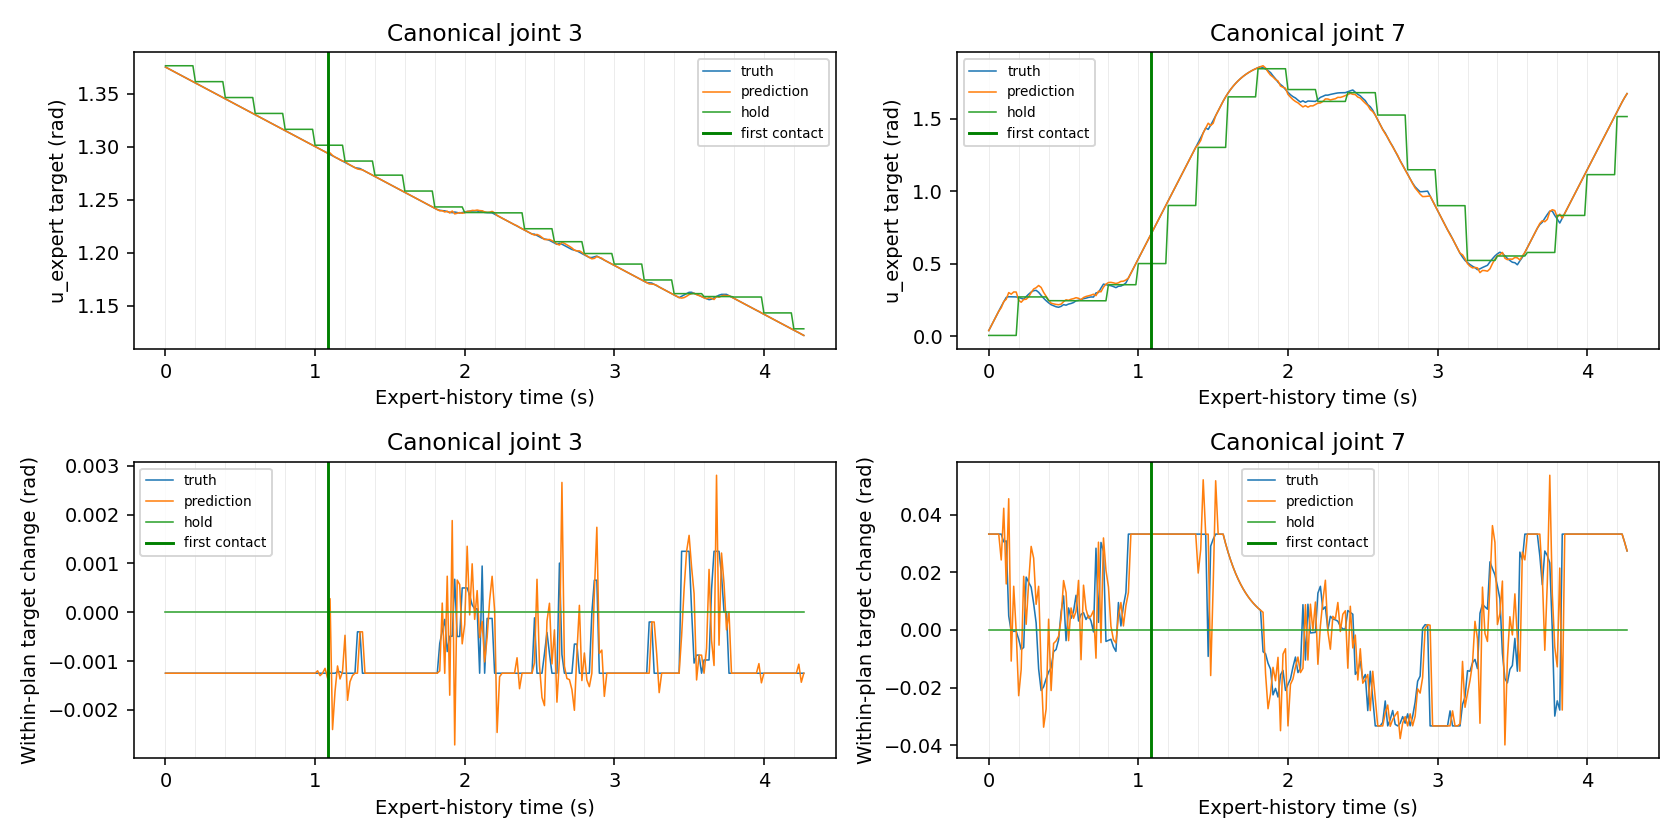 Canonical joint 3
u_expert target (rad)
1.35
1.30
1.25
1.20
1.15
truth
prediction
hold
first contact
0
1
2
3
4
Expert-history time (s)
Canonical joint 7
u_expert target (rad)
1.5
1.0
0.5
0.0
truth
prediction
hold
first contact
0
1
2
3
4
Expert-history time (s)
Canonical joint 3
Within-plan target change (rad)
0.003
0.002
0.001
0.000
−0.001
−0.002
truth
prediction
hold
first contact
0
1
2
3
4
Expert-history time (s)
Canonical joint 7
Within-plan target change (rad)
0.04
0.02
0.00
−0.02
−0.04
truth
prediction
hold
first contact
0
1
2
3
4
Expert-history time (s)